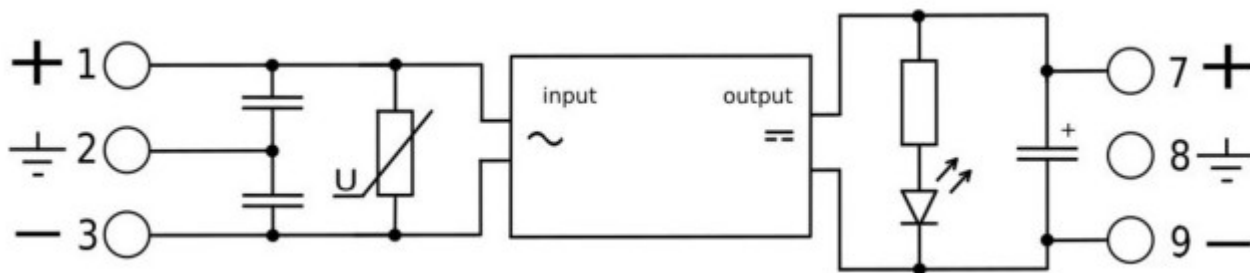 + 1
input
output
7 +
2
U
+
8
- 3
9 -